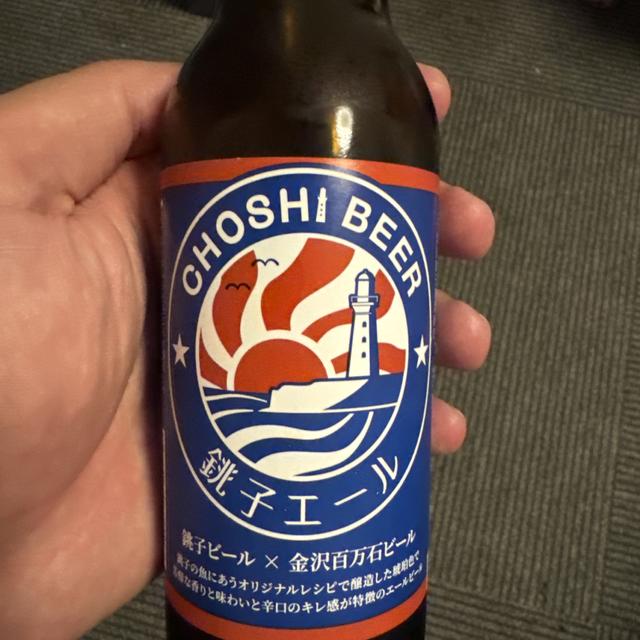 CHOSHI BEER
銚子エール
銚子ビール × 金沢百万石ビール
銚子の魚にあうオリジナルレシピで醸造した琥珀色で
な香りと味わいと辛口のキレ感が特徴のエールビール